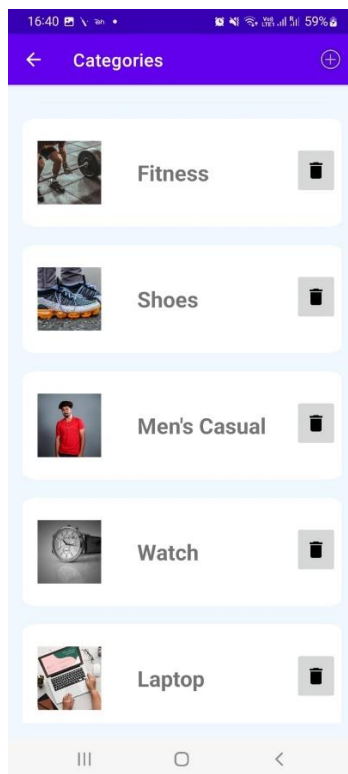 16:40 59%
Categories
Fitness
Shoes
Men's Casual
Watch
Laptop